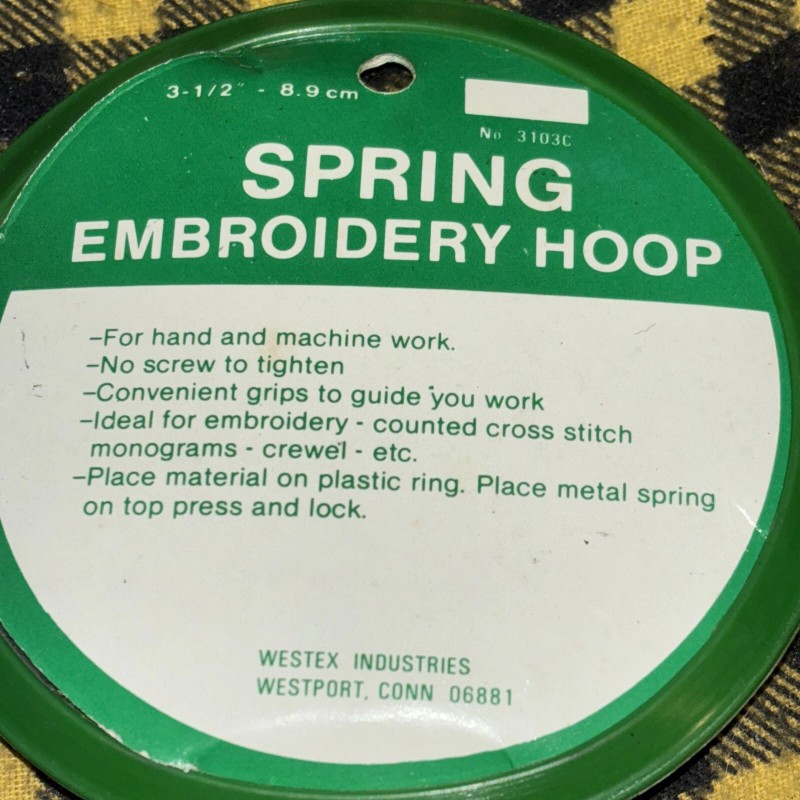 3-1/2" - 8.9 cm
No 3103C
SPRING
EMBROIDERY HOOP
-For hand and machine work.
-No screw to tighten
-Convenient grips to guide you work
-Ideal for embroidery - counted cross stitch
monograms - crewel - etc.
-Place material on plastic ring. Place metal spring
on top press and lock.
WESTEX INDUSTRIES
WESTPORT, CONN 06881